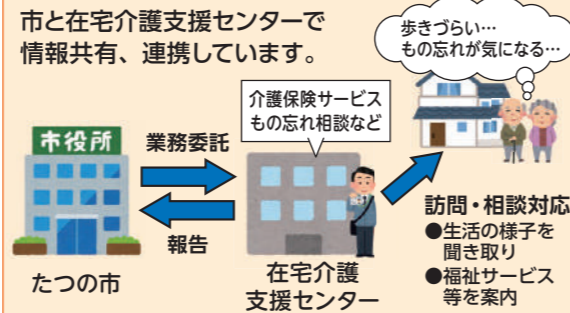 市と在宅介護支援センターで
情報共有、連携しています。
歩きづらい…
もの忘れが気になる…
介護保険サービス
もの忘れ相談など
市役所
業務委託
報告
たつの市
在宅介護
支援センター
訪問・相談対応
●生活の様子を
聞き取り
●福祉サービス
等を案内